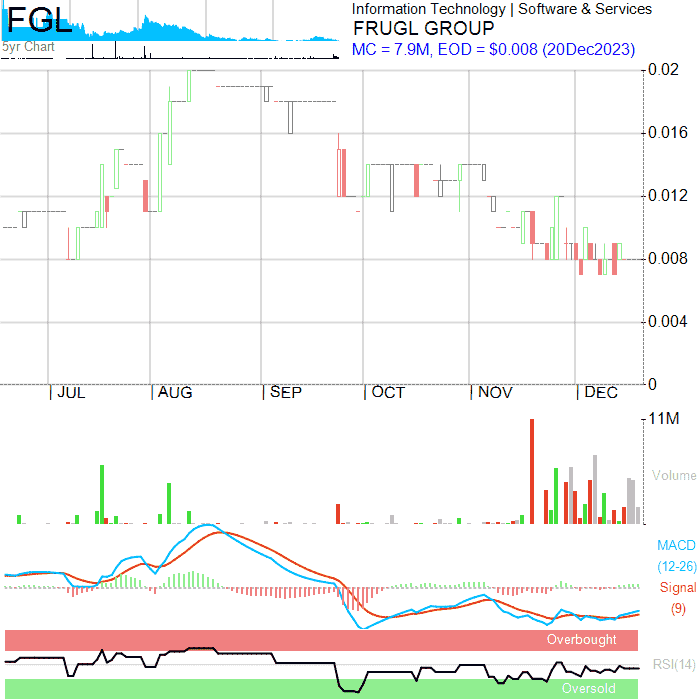 FGL
5yr Chart
Information Technology | Software & Services
FRUGL GROUP
MC = 7.9M, EOD = $0.008 (20Dec2023)
0.02
0.016
0.012
0.008
0.004
0
| JUL | AUG | SEP | OCT | NOV | DEC
11M
Volume
MACD
(12-26)
Signal
(9)
Overbought
RSI(14)
Oversold